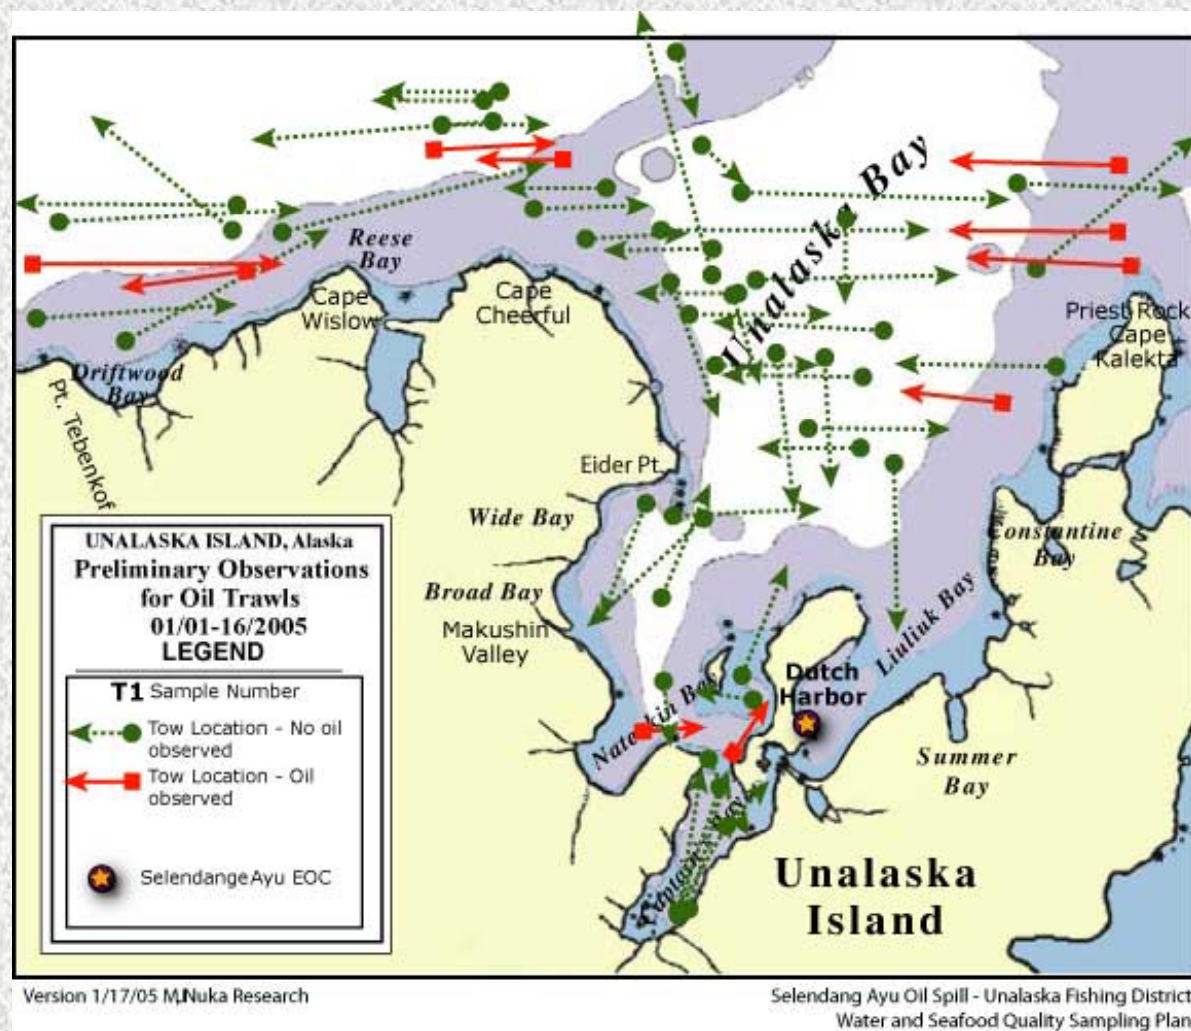 50
Unalaska Bay
Reese
Bay
Cape
Wislow
Cape
Cheerful
Priest Rock
Cape
Kalekta
Driftwood
Bay
Pt. Tebenkof
Eider Pt.
Wide Bay
Constantine
Bay
Broad Bay
Makushin
Valley
Liuliuk Bay
Dutch
Harbor
Nateekin Bay
Summer
Bay
Captains Bay
Unalaska
Island
UNALASKA ISLAND, Alaska
Preliminary Observations
for Oil Trawls
01/01-16/2005
LEGEND
T1 Sample Number
Tow Location - No oil
observed
Tow Location - Oil
observed
SelendangeAyu EOC
Version 1/17/05 MJNuka Research
Selendang Ayu Oil Spill - Unalaska Fishing District
Water and Seafood Quality Sampling Plan